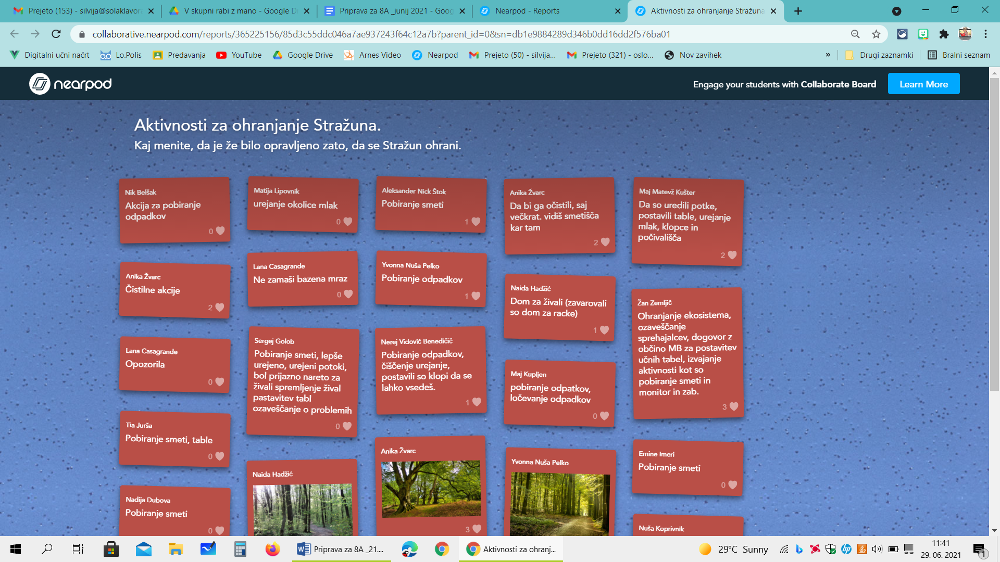 Prejeto (153) - silvija@solaklavora
V skupni rabi z mano - Google D
Priprava za 8A _junij 2021 - Goog
Nearpod - Reports
Aktivnosti za ohranjanje Stražuna
collaborative.nearpod.com/reports/365225156/85d3c55ddc046a7ae937243f64c12a7b?parent_id=0&sn=db1e9884289d346b0dd16dd2f576ba01
Digitalni učni načrt
Lo.Polis
Predavanja
YouTube
Google Drive
Arnes Video
Nearpod
Prejeto (50) - silvija...
Prejeto (321) - oslo...
Nov zavihek
»
Drugi zaznamki
Bralni seznam
nearpod
Engage your students with Collaborate Board
Learn More
Aktivnosti za ohranjanje Stražuna.
Kaj menite, da je že bilo opravljeno zato, da se Stražun ohrani.
Nik Belšak
Akcija za pobiranje
odpadkov
0
Anika Žvarc
Čistilne akcije
2
Lana Casagrande
Opozorila
0
Tia Jurša
Pobiranje smeti, table
0
Nadija Dubova
Pobiranje smeti
0
Matija Lipovnik
urejanje okolice mlak
0
Lana Casagrande
Ne zamaši bazena mraz
0
Sergej Golob
Pobiranje smeti, lepše
urejeno, urejeni potoki,
bol prijazno nareto za
živali spremljenje žival
pastavitev tabl
ozaveščanje o problemih
0
Naida Hadžić
Aleksander Nick Štok
Pobiranje smeti
1
Yvonna Nuša Pelko
Pobiranje odpadkov
1
Nerej Vidovič Benedičič
Pobiranje odpadkov,
čiščenje urejanje,
postavili so klopi da se
lahko vsedeš.
1
Anika Žvarc
3
Anika Žvarc
Da bi ga očistili, saj
večkrat. vidiš smetišča
kar tam
2
Naida Hadžić
Dom za živali (zavarovali
so dom za racke)
1
Maj Kupljen
pobiranje odpatkov,
ločevanje odpadkov
0
Yvonna Nuša Pelko
Maj Matevž Kušter
Da so uredili potke,
postavili table, urejanje
mlak, klopce in
počivališča
2
Žan Zemljič
Ohranjanje ekosistema,
ozaveščanje
sprehajalcev, dogovor z
občino MB za postavitev
učnih tabel, izvajanje
aktivnosti kot so
pobiranje smeti in
monitor in zab.
3
Emine Imeri
Pobiranje smeti
0
Nuša Koprivnik
Priprava za 8A _21....
Aktivnosti za ohranj...
29°C Sunny
11:41
29. 06. 2021
1